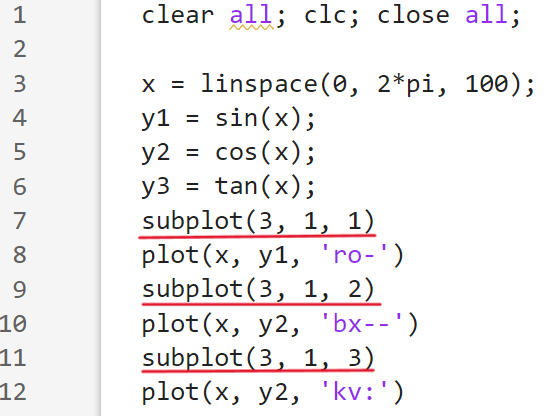 1 clear all; clc; close all;
2
3 x = linspace(0, 2*pi, 100);
4 y1 = sin(x);
5 y2 = cos(x);
6 y3 = tan(x);
7 subplot(3, 1, 1)
8 plot(x, y1, 'ro-')
9 subplot(3, 1, 2)
10 plot(x, y2, 'bx--')
11 subplot(3, 1, 3)
12 plot(x, y2, 'kv:')